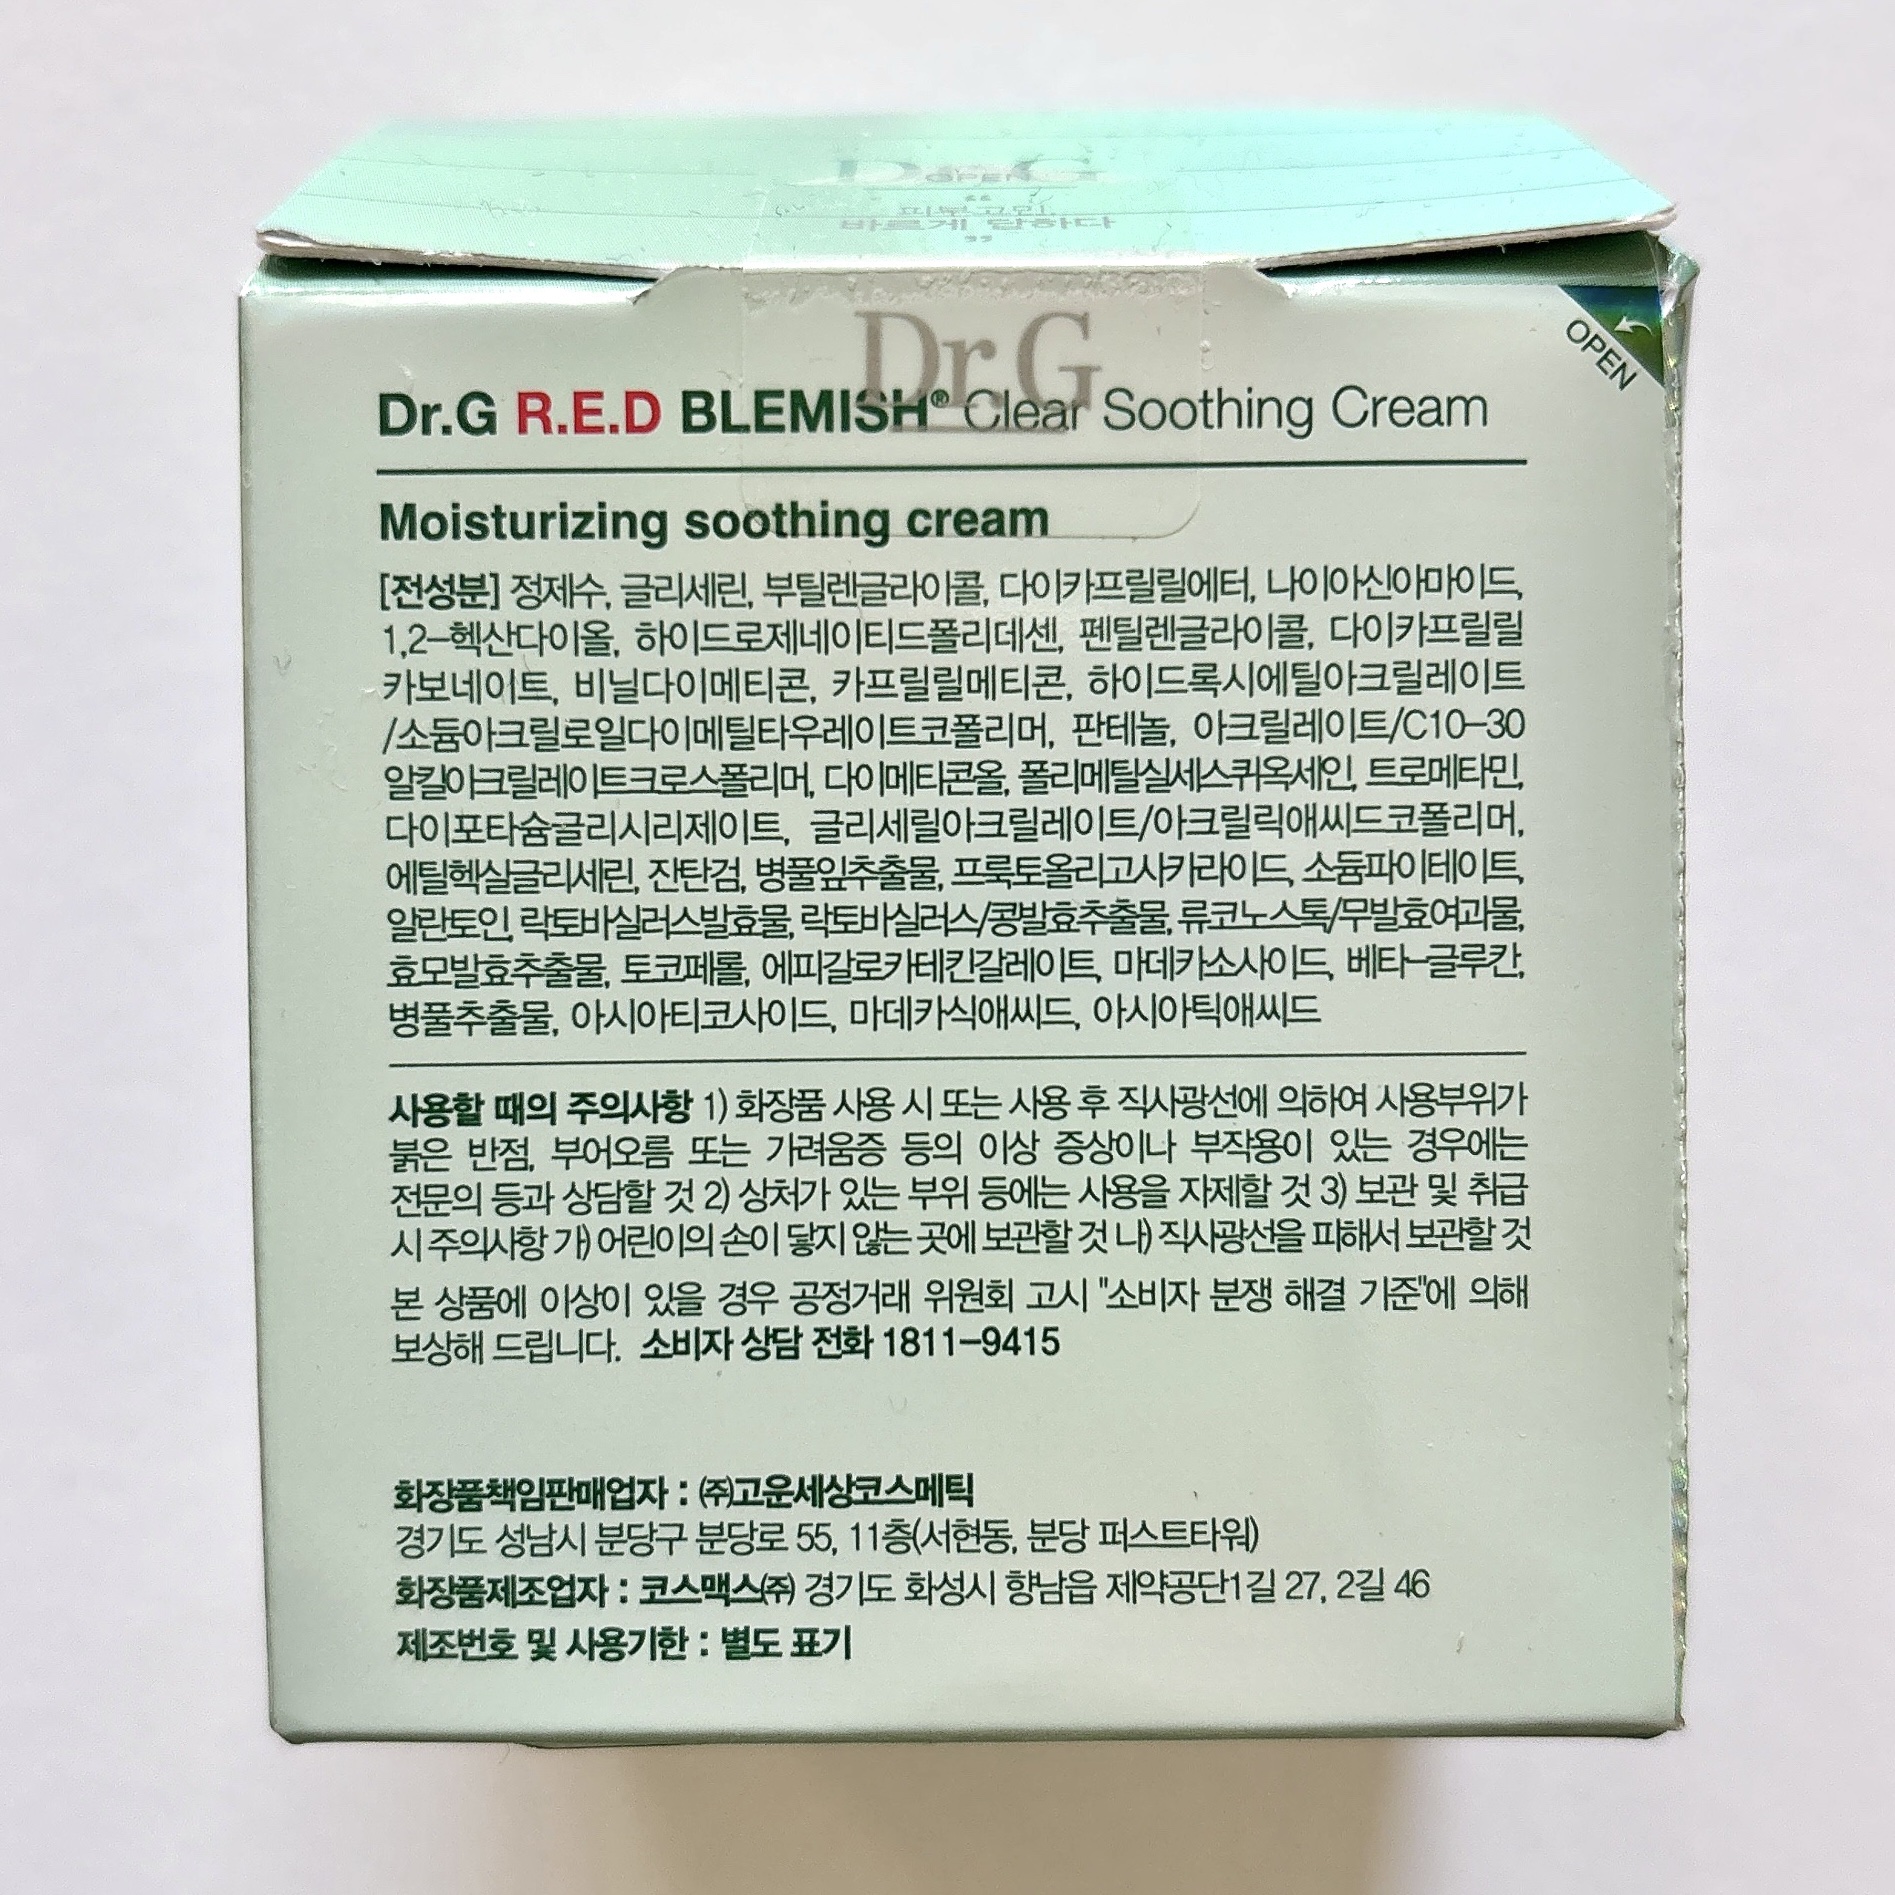 Dr.G
OPEN
“
피부 고민,
바르게 답하다
”
Dr.G
OPEN
Dr.G R.E.D BLEMISH® Clear Soothing Cream
Moisturizing soothing cream
[전성분] 정제수, 글리세린, 부틸렌글라이콜, 다이카프릴릴에터, 나이아신아마이드,
1,2-헥산다이올, 하이드로제네이티드폴리데센, 펜틸렌글라이콜, 다이카프릴릴
카보네이트, 비닐다이메티콘, 카프릴릴메티콘, 하이드록시에틸아크릴레이트
/소듐아크릴로일다이메틸타우레이트코폴리머, 판테놀, 아크릴레이트/C10-30
알킬아크릴레이트크로스폴리머, 다이메티콘올, 폴리메틸실세스퀴옥세인, 트로메타민,
다이포타슘글리시리제이트, 글리세릴아크릴레이트/아크릴릭애씨드코폴리머,
에틸헥실글리세린, 잔탄검, 병풀잎추출물, 프룩토올리고사카라이드, 소듐파이테이트,
알란토인, 락토바실러스발효물, 락토바실러스/콩발효추출물, 류코노스톡/무발효여과물,
효모발효추출물, 토코페롤, 에피갈로카테킨갈레이트, 마데카소사이드, 베타-글루칸,
병풀추출물, 아시아티코사이드, 마데카식애씨드, 아시아틱애씨드
사용할 때의 주의사항 1) 화장품 사용 시 또는 사용 후 직사광선에 의하여 사용부위가
붉은 반점, 부어오름 또는 가려움증 등의 이상 증상이나 부작용이 있는 경우에는
전문의 등과 상담할 것 2) 상처가 있는 부위 등에는 사용을 자제할 것 3) 보관 및 취급
시 주의사항 가) 어린이의 손이 닿지 않는 곳에 보관할 것 나) 직사광선을 피해서 보관할 것
본 상품에 이상이 있을 경우 공정거래 위원회 고시 "소비자 분쟁 해결 기준"에 의해
보상해 드립니다. 소비자 상담 전화 1811-9415
화장품책임판매업자 : ㈜고운세상코스메틱
경기도 성남시 분당구 분당로 55, 11층(서현동, 분당 퍼스트타워)
화장품제조업자 : 코스맥스㈜ 경기도 화성시 향남읍 제약공단1길 27, 2길 46
제조번호 및 사용기한 : 별도 표기